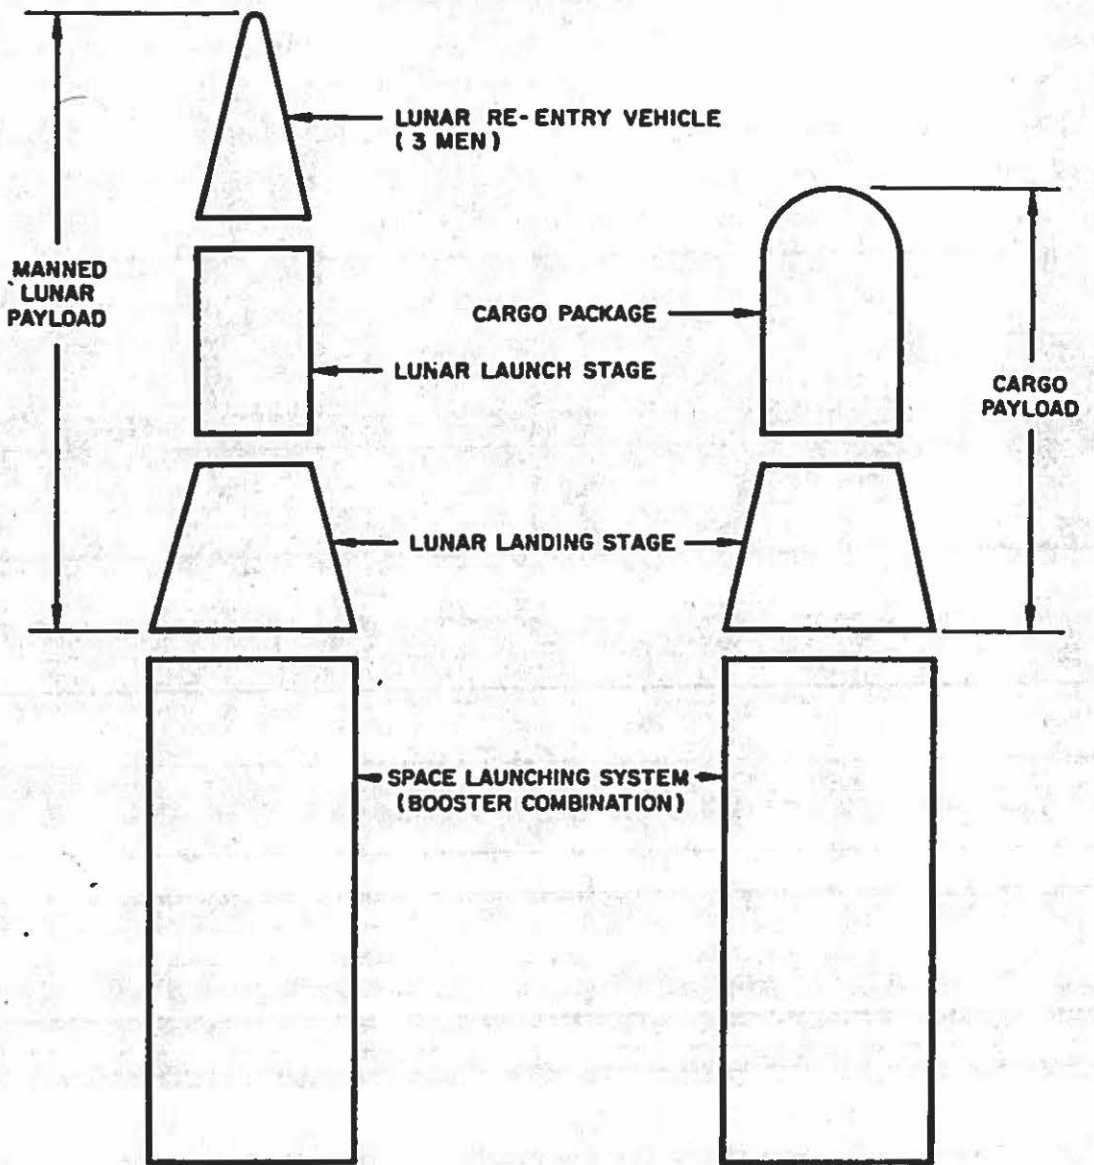 LUNAR RE-ENTRY VEHICLE
(3 MEN)
MANNED
LUNAR
PAYLOAD
CARGO PACKAGE
LUNAR LAUNCH STAGE
CARGO
PAYLOAD
LUNAR LANDING STAGE
SPACE LAUNCHING SYSTEM
(BOOSTER COMBINATION)